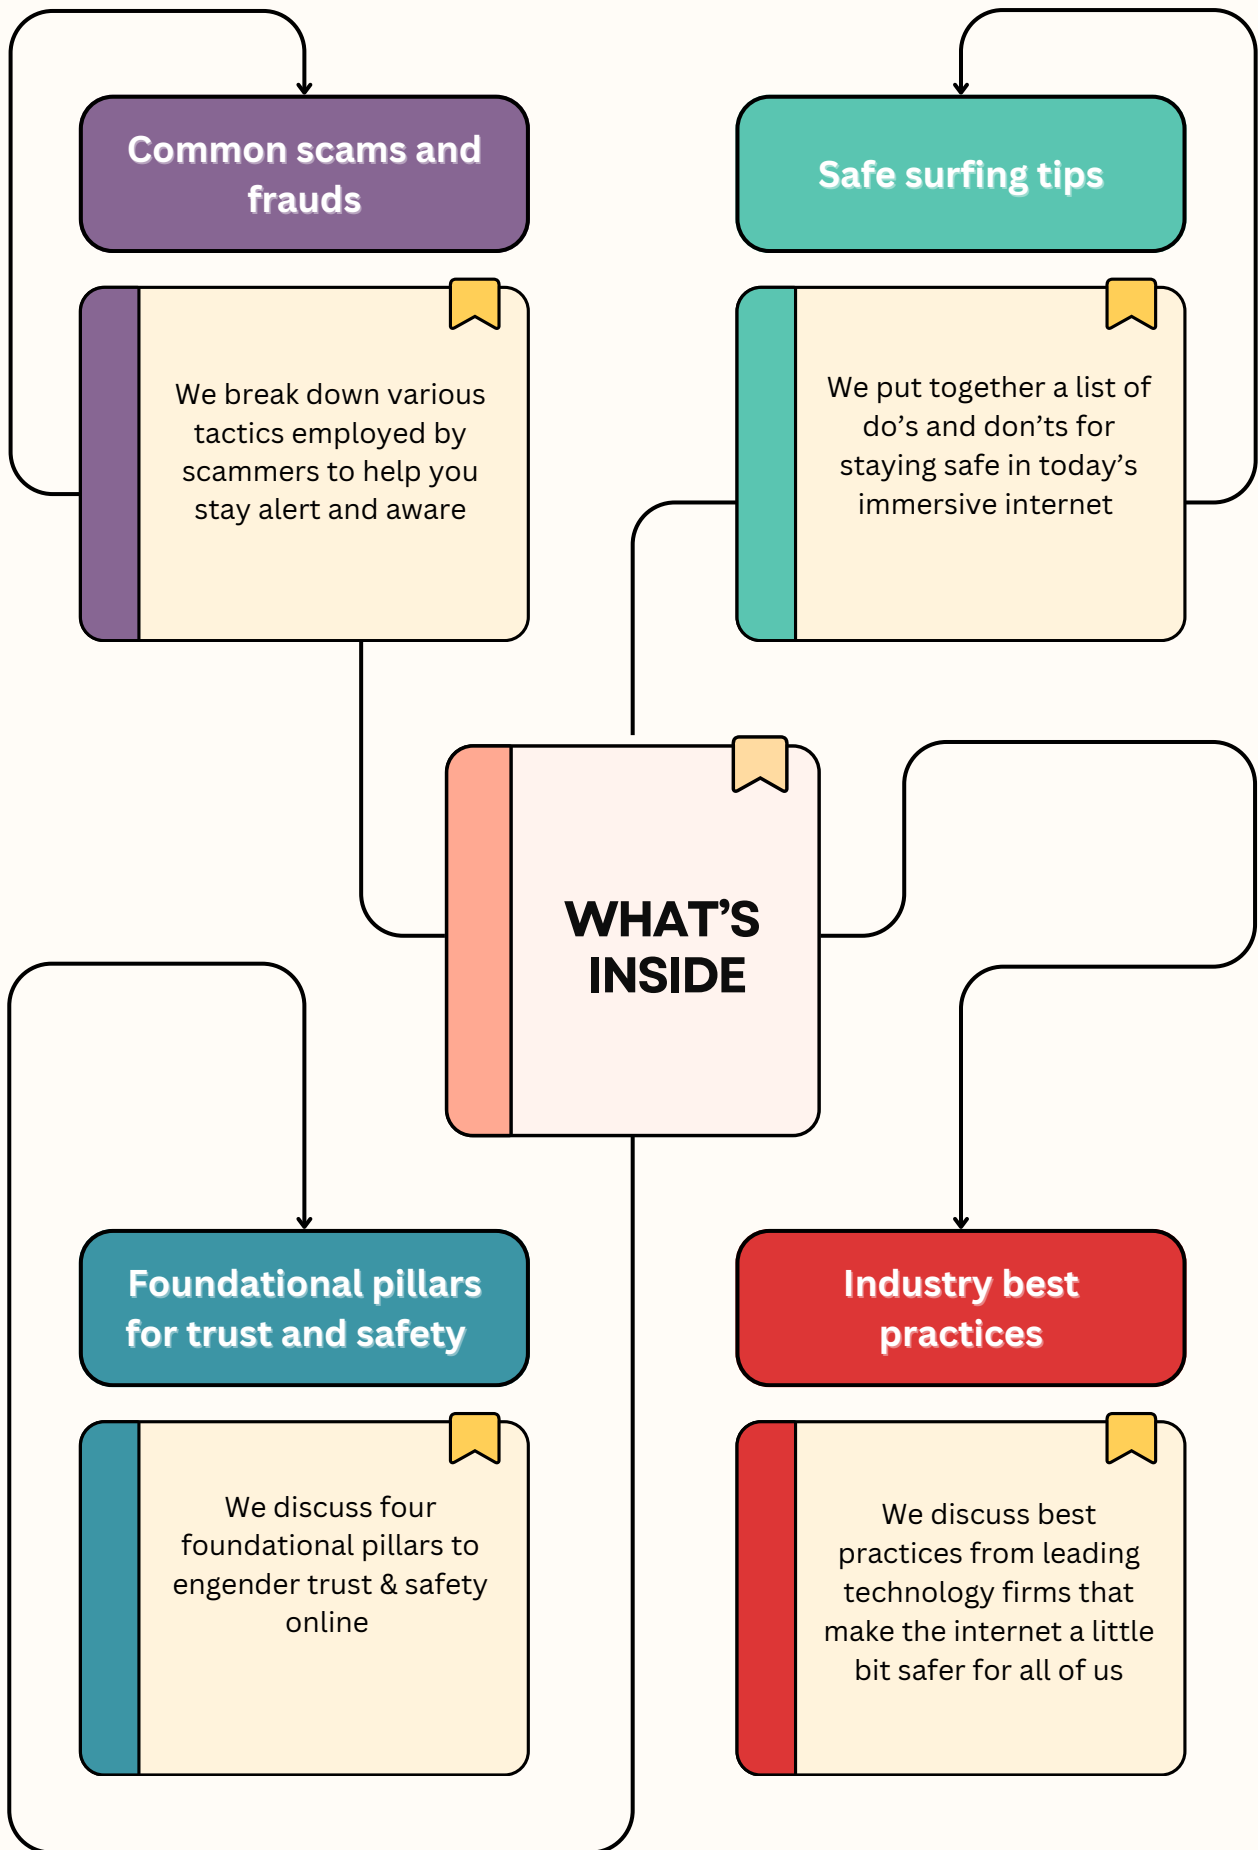 Common scams and
frauds
We break down various
tactics employed by
scammers to help you
stay alert and aware
Safe surfing tips
We put together a list of
do’s and don’ts for
staying safe in today’s
immersive internet
WHAT’S
INSIDE
Foundational pillars
for trust and safety
We discuss four
foundational pillars to
engender trust & safety
online
Industry best
practices
We discuss best
practices from leading
technology firms that
make the internet a little
bit safer for all of us